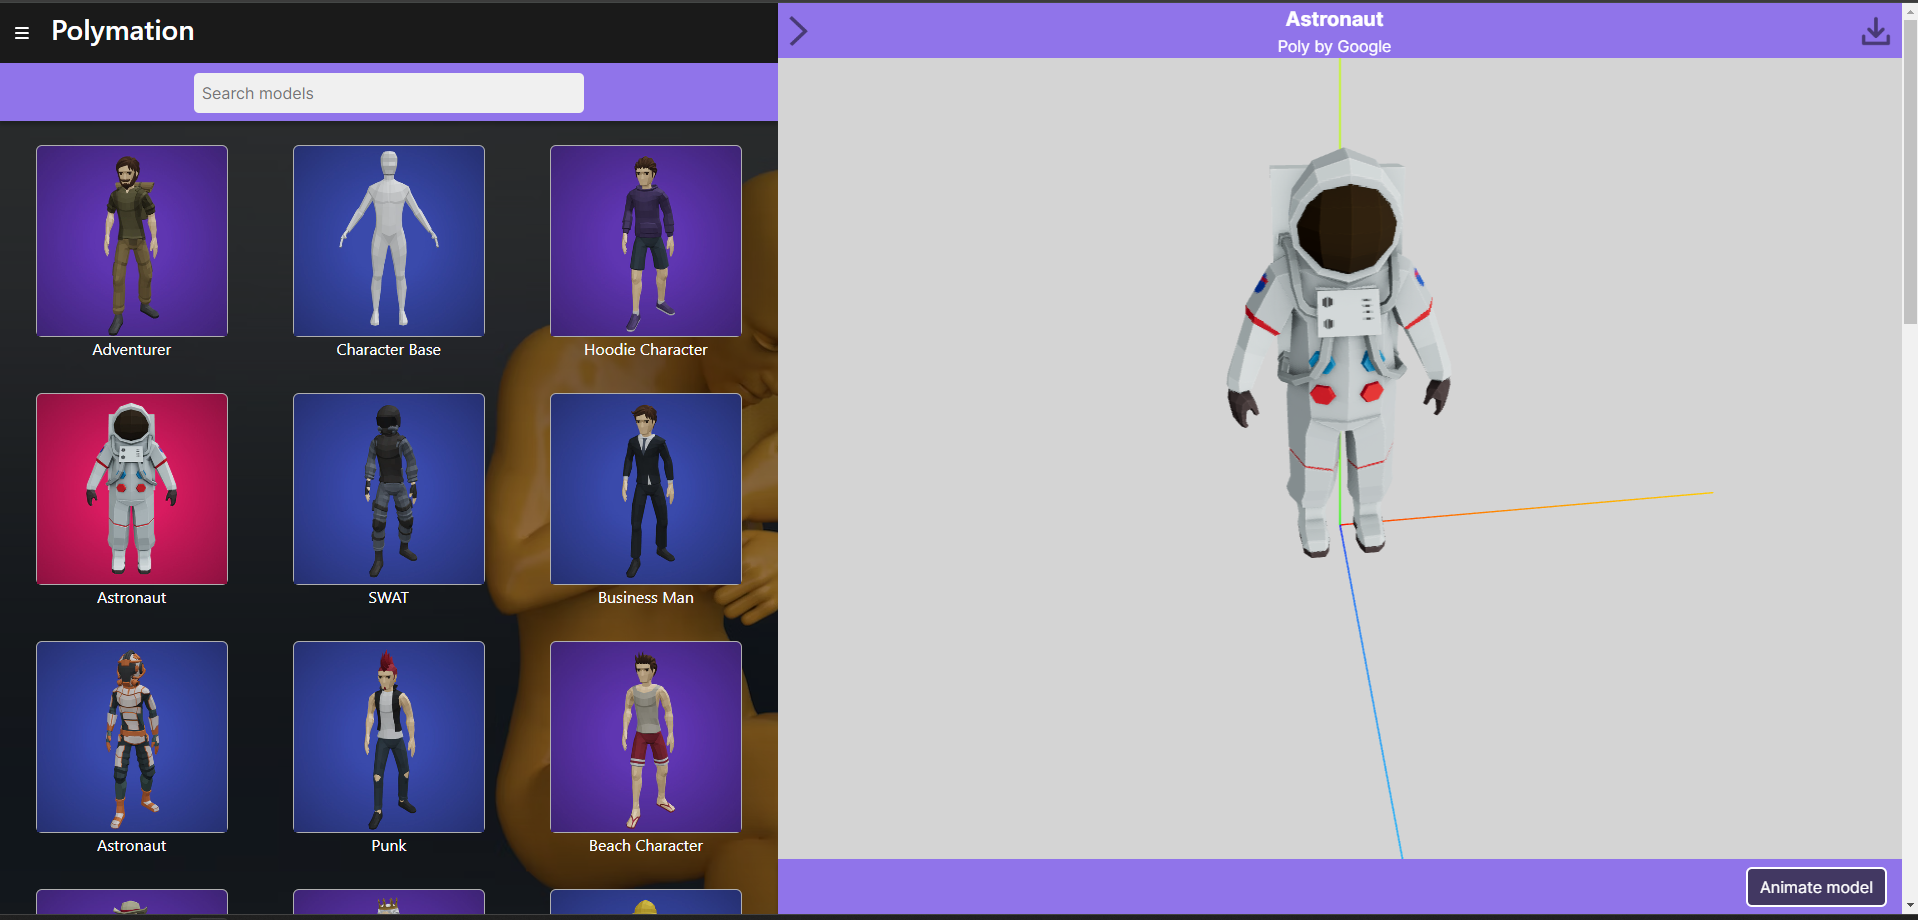 Polymation
Search models
Adventurer
Character Base
Hoodie Character
Astronaut
SWAT
Business Man
Astronaut
Punk
Beach Character
Astronaut
Poly by Google
Animate model